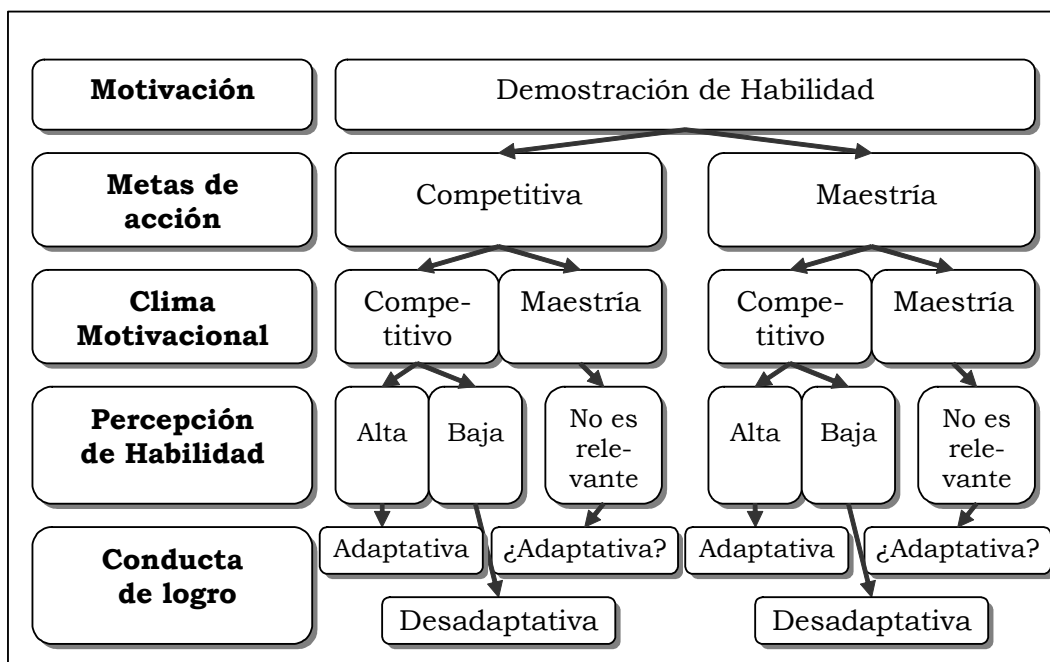 Motivación
Demostración de Habilidad
Metas de
acción
Competitiva
Maestría
Clima
Motivacional
Compe-
titivo
Maestría
Compe-
titivo
Maestría
Percepción
de Habilidad
Alta
Baja
No es
rele-
vante
Alta
Baja
No es
rele-
vante
Conducta
de logro
Adaptativa
¿Adaptativa?
Adaptativa
¿Adaptativa?
Desadaptativa
Desadaptativa